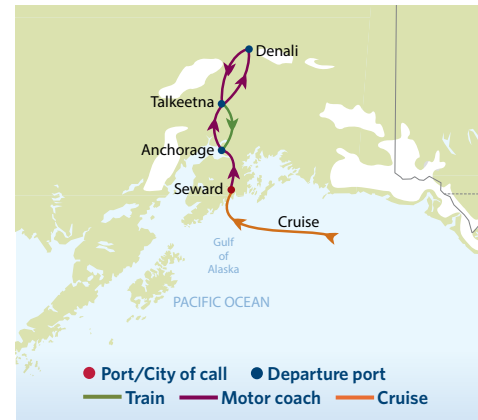 Denali
Talkeetna
Anchorage
Seward
Cruise
Gulf
of
Alaska
PACIFIC OCEAN
Port/City of call Departure port
Train Motor coach Cruise